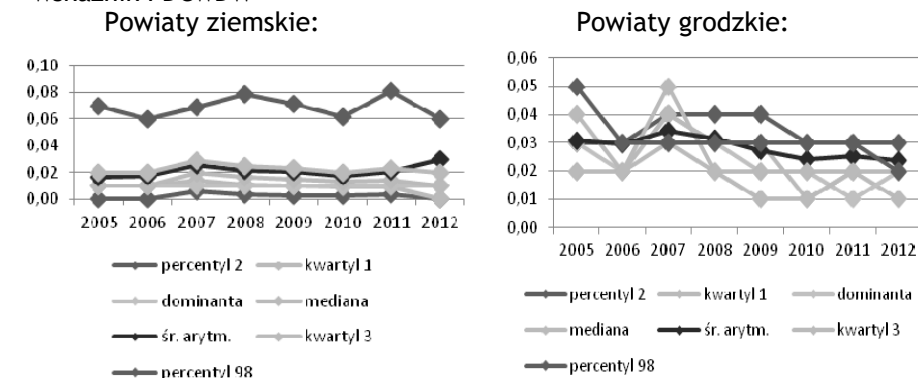 Powiaty ziemskie:
0,10
0,08
0,06
0,04
0,02
0,00
2005 2006 2007 2008 2009 2010 2011 2012
percentyl 2 kwartyl 1
dominanta mediana
śr. arytm. kwartyl 3
percentyl 98
Powiaty grodzkie:
0,06
0,05
0,04
0,03
0,02
0,01
0,00
2005 2006 2007 2008 2009 2010 2011 2012
percentyl 2 kwartyl 1 dominanta
mediana śr. arytm. kwartyl 3
percentyl 98